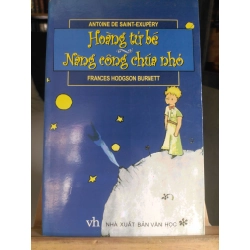 ANTOINE DE SAINT-EXUPÉRY
Hoàng tử bé
Nàng công chúa nhỏ
FRANCES HODGSON BURNETT
vh NHÀ XUẤT BẢN VĂN HỌC